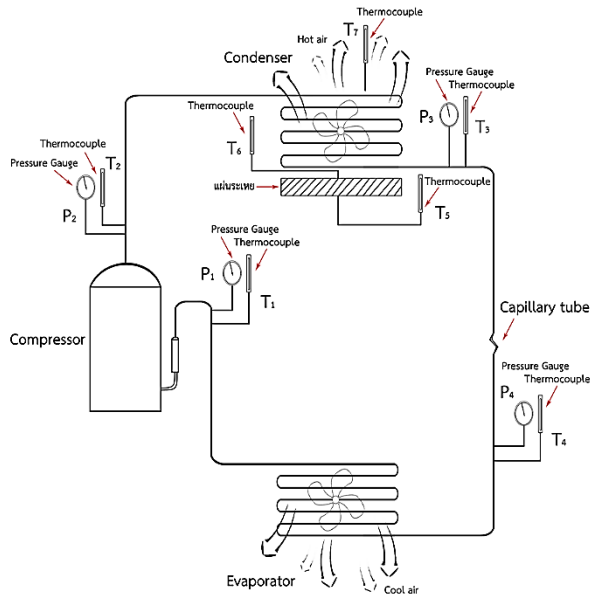 Thermocouple
T7
Hot air
Condenser
Pressure Gauge
Thermocouple
P3
T3
Thermocouple
T6
Thermocouple
Pressure Gauge
T2
P2
แผ่นระเหย
Thermocouple
T5
Pressure Gauge
Thermocouple
P1
T1
Compressor
Capillary tube
Pressure Gauge
Thermocouple
P4
T4
Evaporator
Cool air